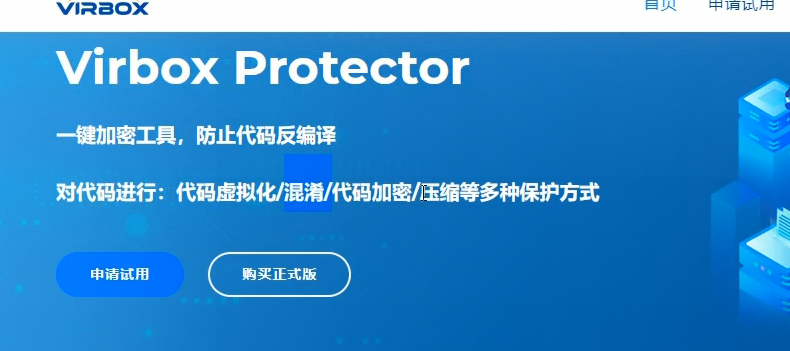 VIRBOX
首页
申请试用
Virbox Protector
一键加密工具，防止代码反编译
对代码进行：代码虚拟化/混淆/代码加密/压缩等多种保护方式
申请试用
购买正式版